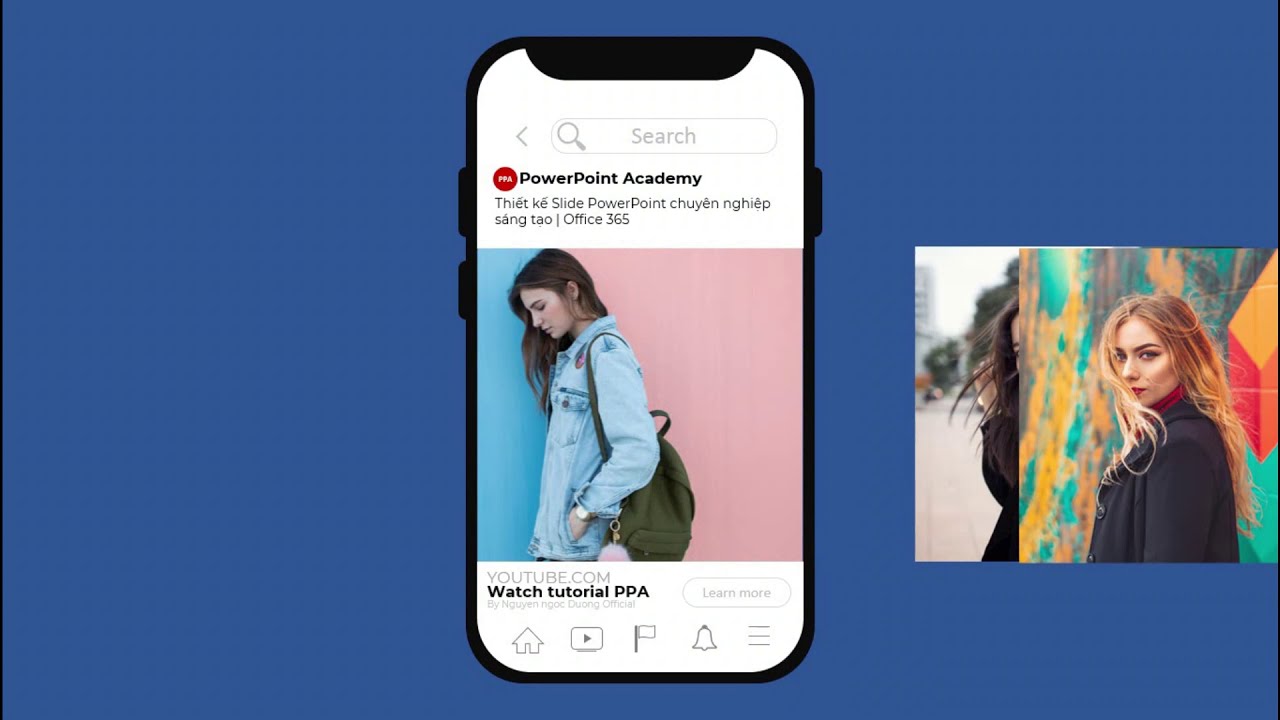 Search
PPA
PowerPoint Academy
Thiết kế Slide PowerPoint chuyên nghiệp
sáng tạo | Office 365
YOUTUBE.COM
Watch tutorial PPA
By Nguyen ngoc Duong Official
Learn more